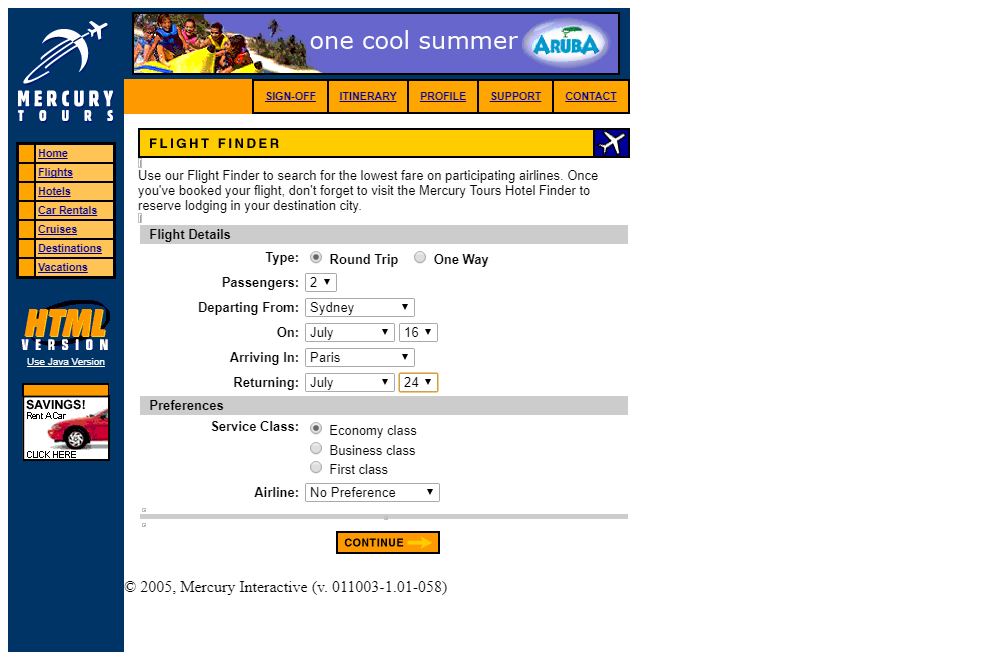 one cool summer ARUBA
MERCURY
TOURS
SIGN-OFF ITINERARY PROFILE SUPPORT CONTACT
Home
Flights
Hotels
Car Rentals
Cruises
Destinations
Vacations
HTML
VERSION
Use Java Version
SAVINGS!
Rent A Car
CLICK HERE
FLIGHT FINDER
Use our Flight Finder to search for the lowest fare on participating airlines. Once
you've booked your flight, don't forget to visit the Mercury Tours Hotel Finder to
reserve lodging in your destination city.
Flight Details
Type: Round Trip One Way
Passengers: 2
Departing From: Sydney
On: July 16
Arriving In: Paris
Returning: July 24
Preferences
Service Class: Economy class
Business class
First class
Airline: No Preference
CONTINUE
© 2005, Mercury Interactive (v. 011003-1.01-058)